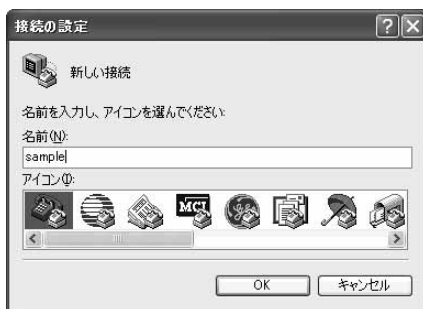 接続の設定
新しい接続
名前を入力し、アイコンを選んでください:
名前(N):
sample
アイコン(I):
MCI
OK
キャンセル